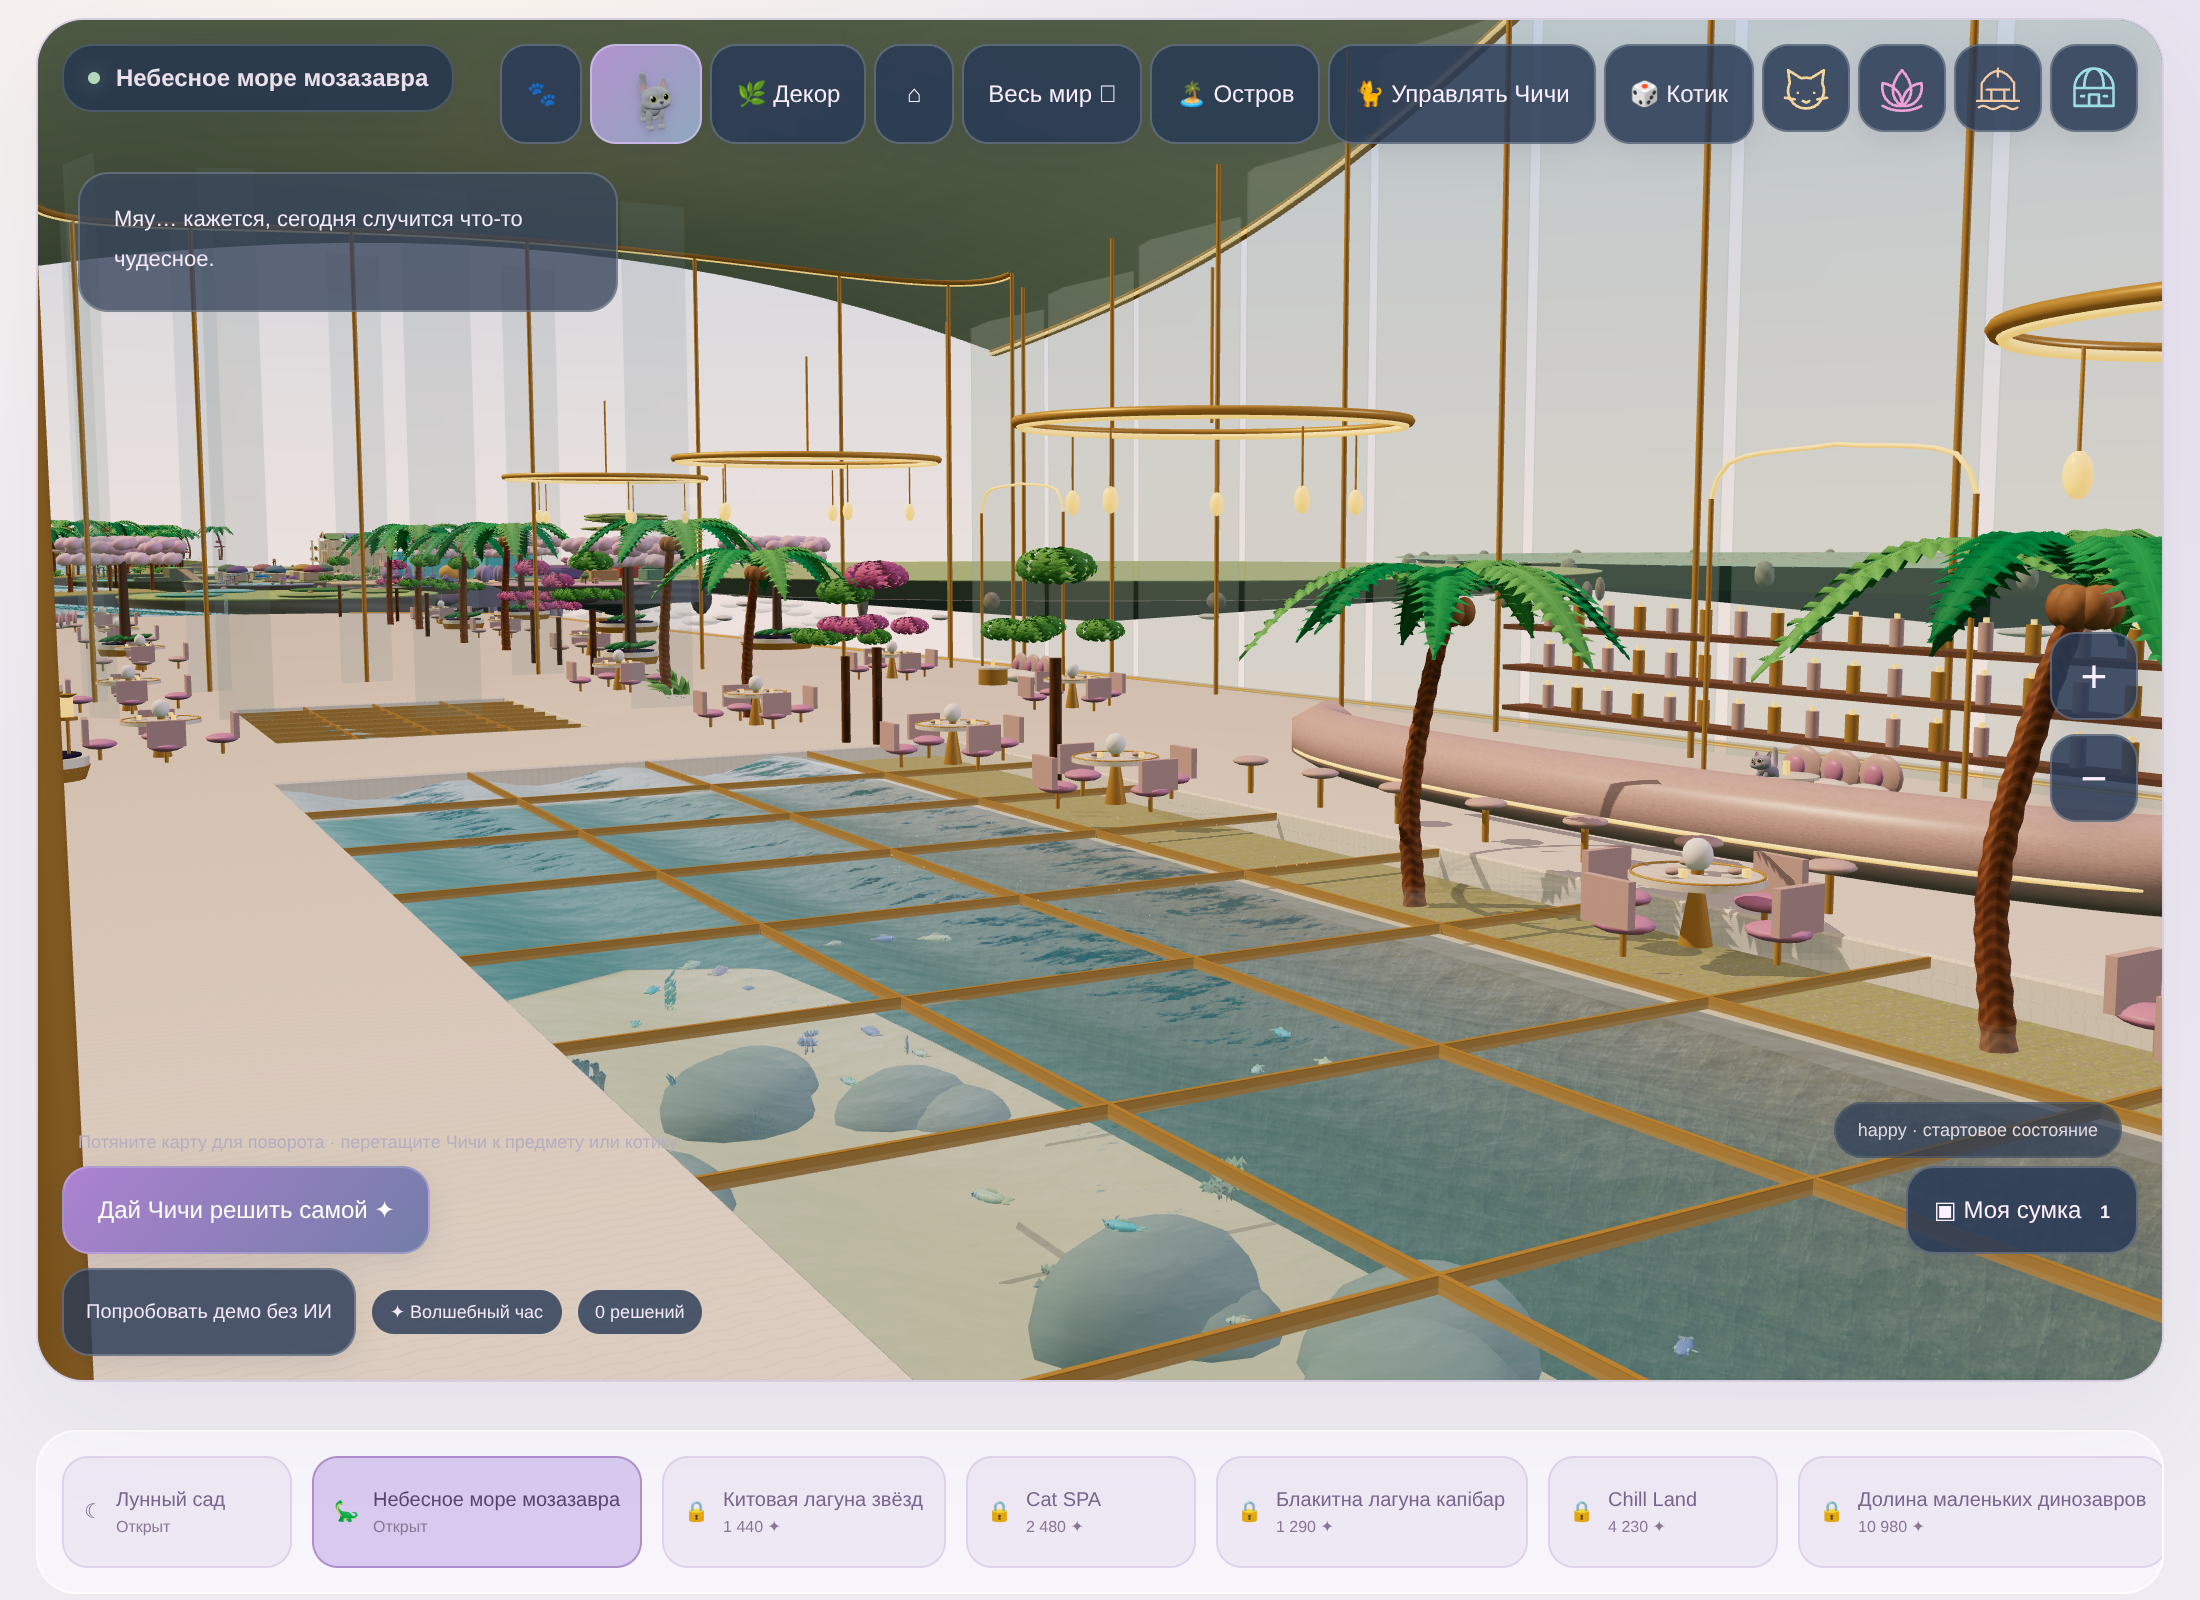 Небесное море мозазавра
Декор
Весь мир
Остров
Управлять Чичи
Котик
Мяу… кажется, сегодня случится что-то
чудесное.
+
−
Потяните карту для поворота · перетащите Чичи к предмету или котику
happy · стартовое состояние
Дай Чичи решить самой ✦
Моя сумка 1
Попробовать демо без ИИ
✦ Волшебный час
0 решений
Лунный сад
Открыт
Небесное море мозазавра
Открыт
Китовая лагуна звёзд
1 440 ✦
Cat SPA
2 480 ✦
Блакитна лагуна капібар
1 290 ✦
Chill Land
4 230 ✦
Долина маленьких динозавров
10 980 ✦